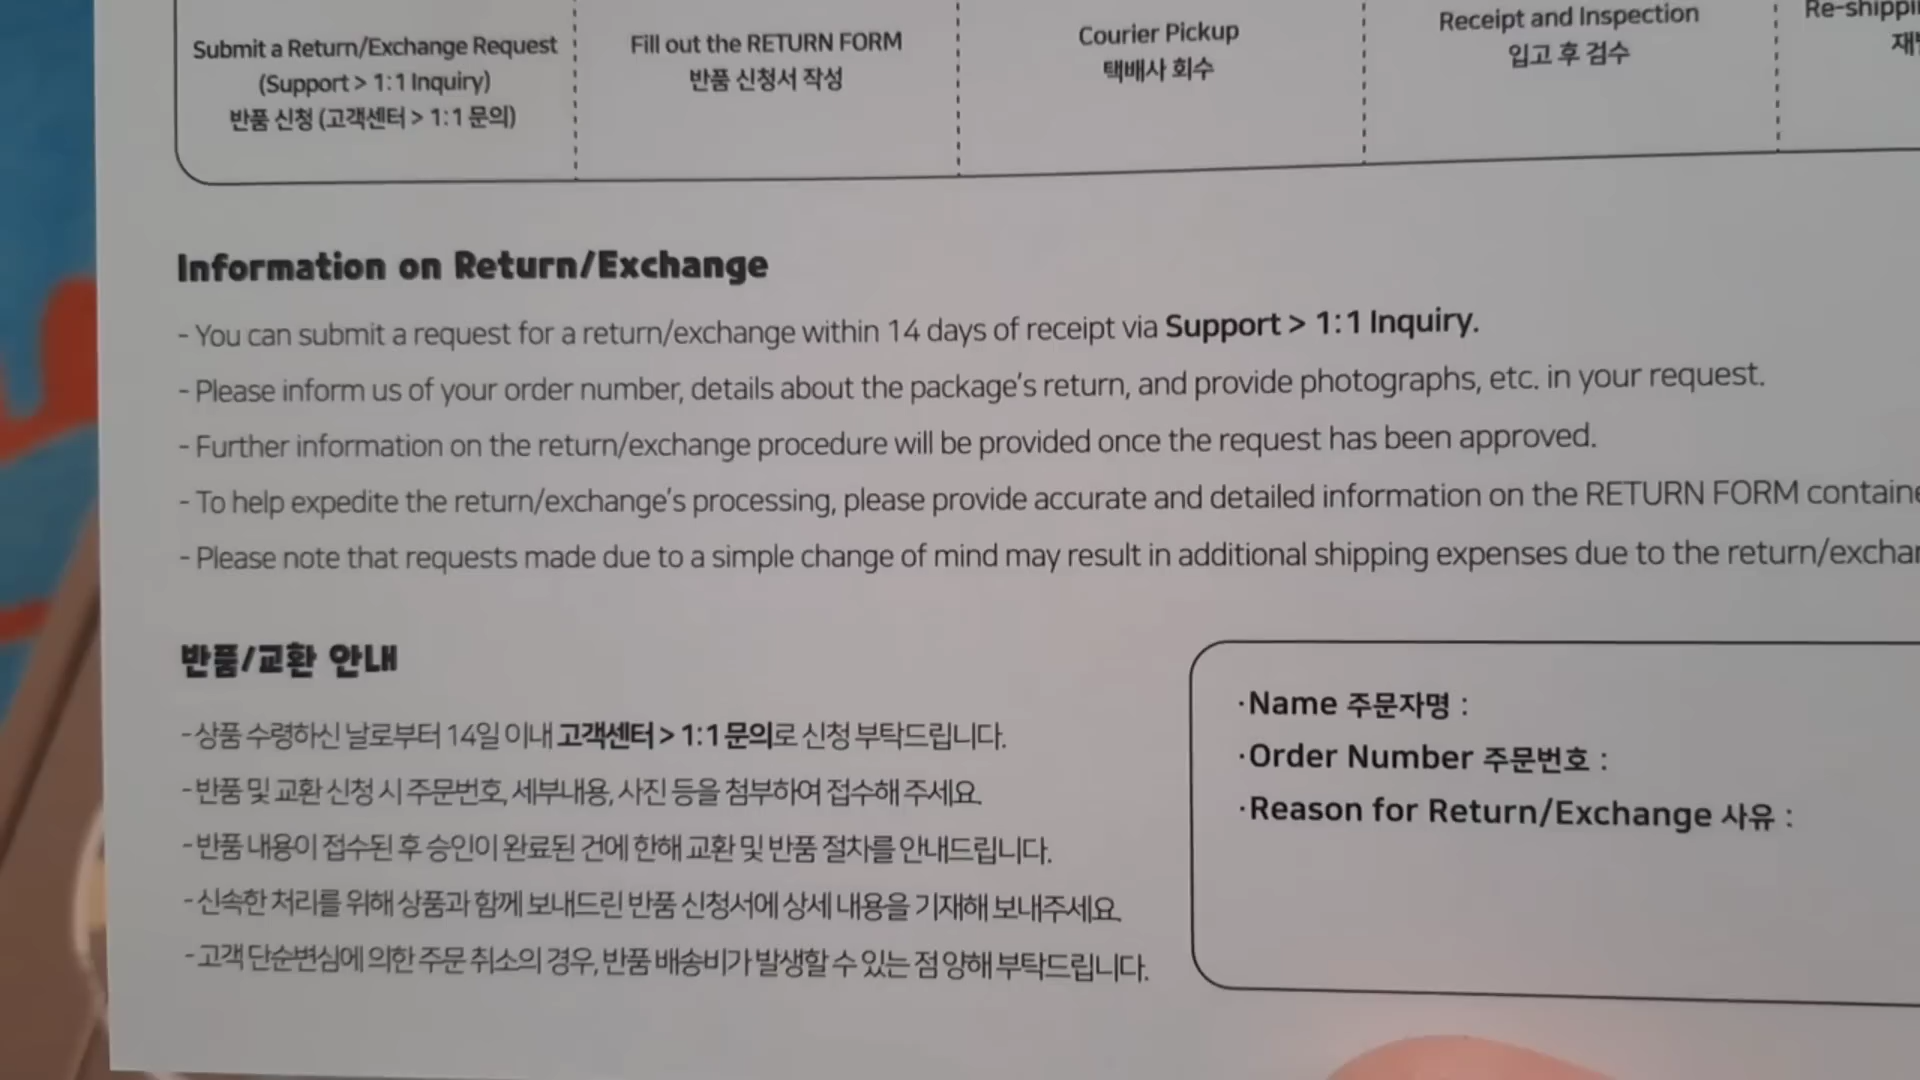 Submit a Return/Exchange Request
(Support > 1:1 Inquiry)
반품 신청 (고객센터 > 1:1 문의)
Fill out the RETURN FORM
반품 신청서 작성
Courier Pickup
택배사 회수
Receipt and Inspection
입고 후 검수
Information on Return/Exchange
- You can submit a request for a return/exchange within 14 days of receipt via Support > 1:1 Inquiry.
- Please inform us of your order number, details about the package's return, and provide photographs, etc. in your request.
- Further information on the return/exchange procedure will be provided once the request has been approved.
- To help expedite the return/exchange's processing, please provide accurate and detailed information on the RETURN FORM
- Please note that requests made due to a simple change of mind may result in additional shipping expenses due to the
반품/교환 안내
- 상품 수령하신 날로부터 14일 이내 고객센터 > 1:1 문의로 신청 부탁드립니다.
- 반품 및 교환 신청 시 주문번호, 세부내용, 사진 등을 첨부하여 접수해 주세요.
- 반품 내용이 접수된 후 승인이 완료된 건에 한해 교환 및 반품 절차를 안내드립니다.
- 신속한 처리를 위해 상품과 함께 보내드린 반품 신청서에 상세 내용을 기재해 보내주세요.
- 고객 단순변심에 의한 주문 취소의 경우, 반품 배송비가 발생할 수 있는 점 양해 부탁드립니다.
·Name 주문자명 :
·Order Number 주문번호 :
·Reason for Return/Exchange 사유 :